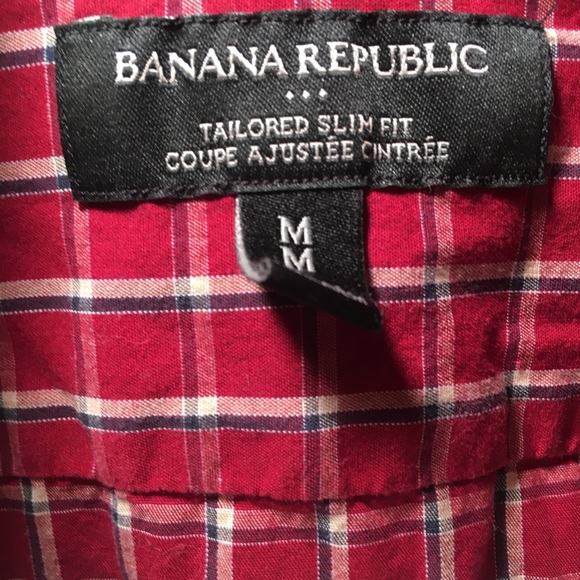 BANANA REPUBLIC
TAILORED SLIM FIT
COUPE AJUSTÉE CINTRÉE
M
M